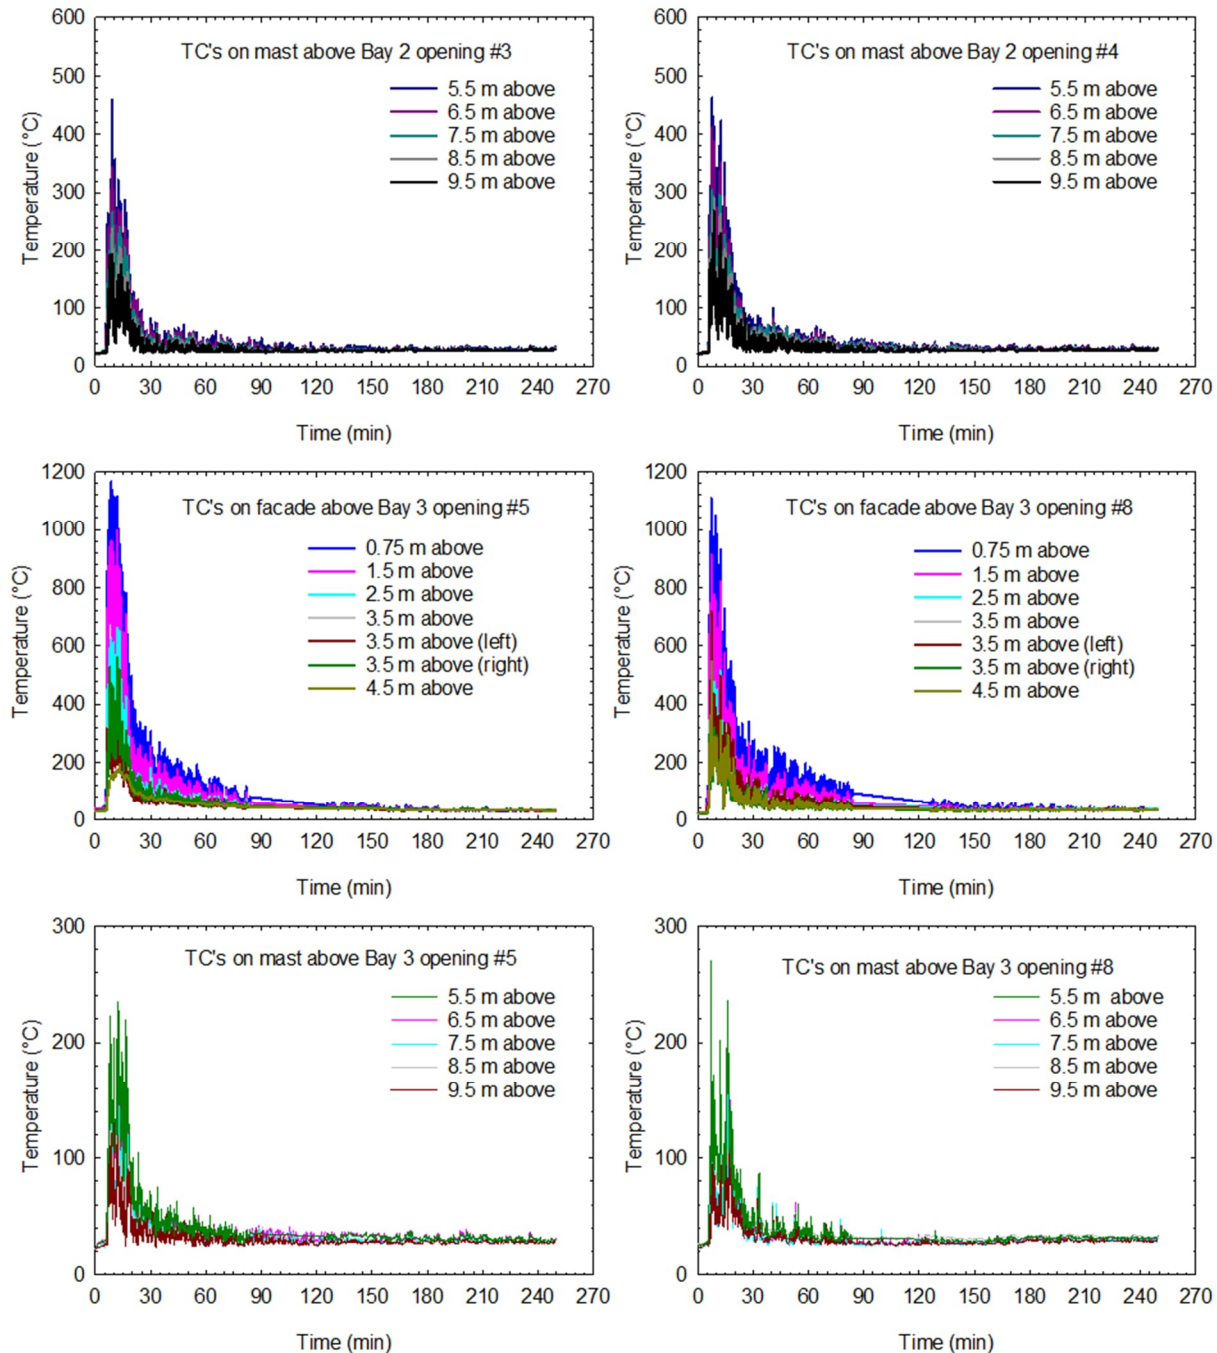 600
500
400
300
200
100
0
Temperature (°C)
TC's on mast above Bay 2 opening #3
5.5 m above
6.5 m above
7.5 m above
8.5 m above
9.5 m above
0 30 60 90 120 150 180 210 240 270
Time (min)
600
500
400
300
200
100
0
Temperature (°C)
TC's on mast above Bay 2 opening #4
5.5 m above
6.5 m above
7.5 m above
8.5 m above
9.5 m above
0 30 60 90 120 150 180 210 240 270
Time (min)
1200
1000
800
600
400
200
0
Temperature (°C)
TC's on facade above Bay 3 opening #5
0.75 m above
1.5 m above
2.5 m above
3.5 m above
3.5 m above (left)
3.5 m above (right)
4.5 m above
0 30 60 90 120 150 180 210 240 270
Time (min)
1200
1000
800
600
400
200
0
Temperature (°C)
TC's on facade above Bay 3 opening #8
0.75 m above
1.5 m above
2.5 m above
3.5 m above
3.5 m above (left)
3.5 m above (right)
4.5 m above
0 30 60 90 120 150 180 210 240 270
Time (min)
300
200
100
0
Temperature (°C)
TC's on mast above Bay 3 opening #5
5.5 m above
6.5 m above
7.5 m above
8.5 m above
9.5 m above
0 30 60 90 120 150 180 210 240 270
Time (min)
300
200
100
0
Temperature (°C)
TC's on mast above Bay 3 opening #8
5.5 m above
6.5 m above
7.5 m above
8.5 m above
9.5 m above
0 30 60 90 120 150 180 210 240 270
Time (min)